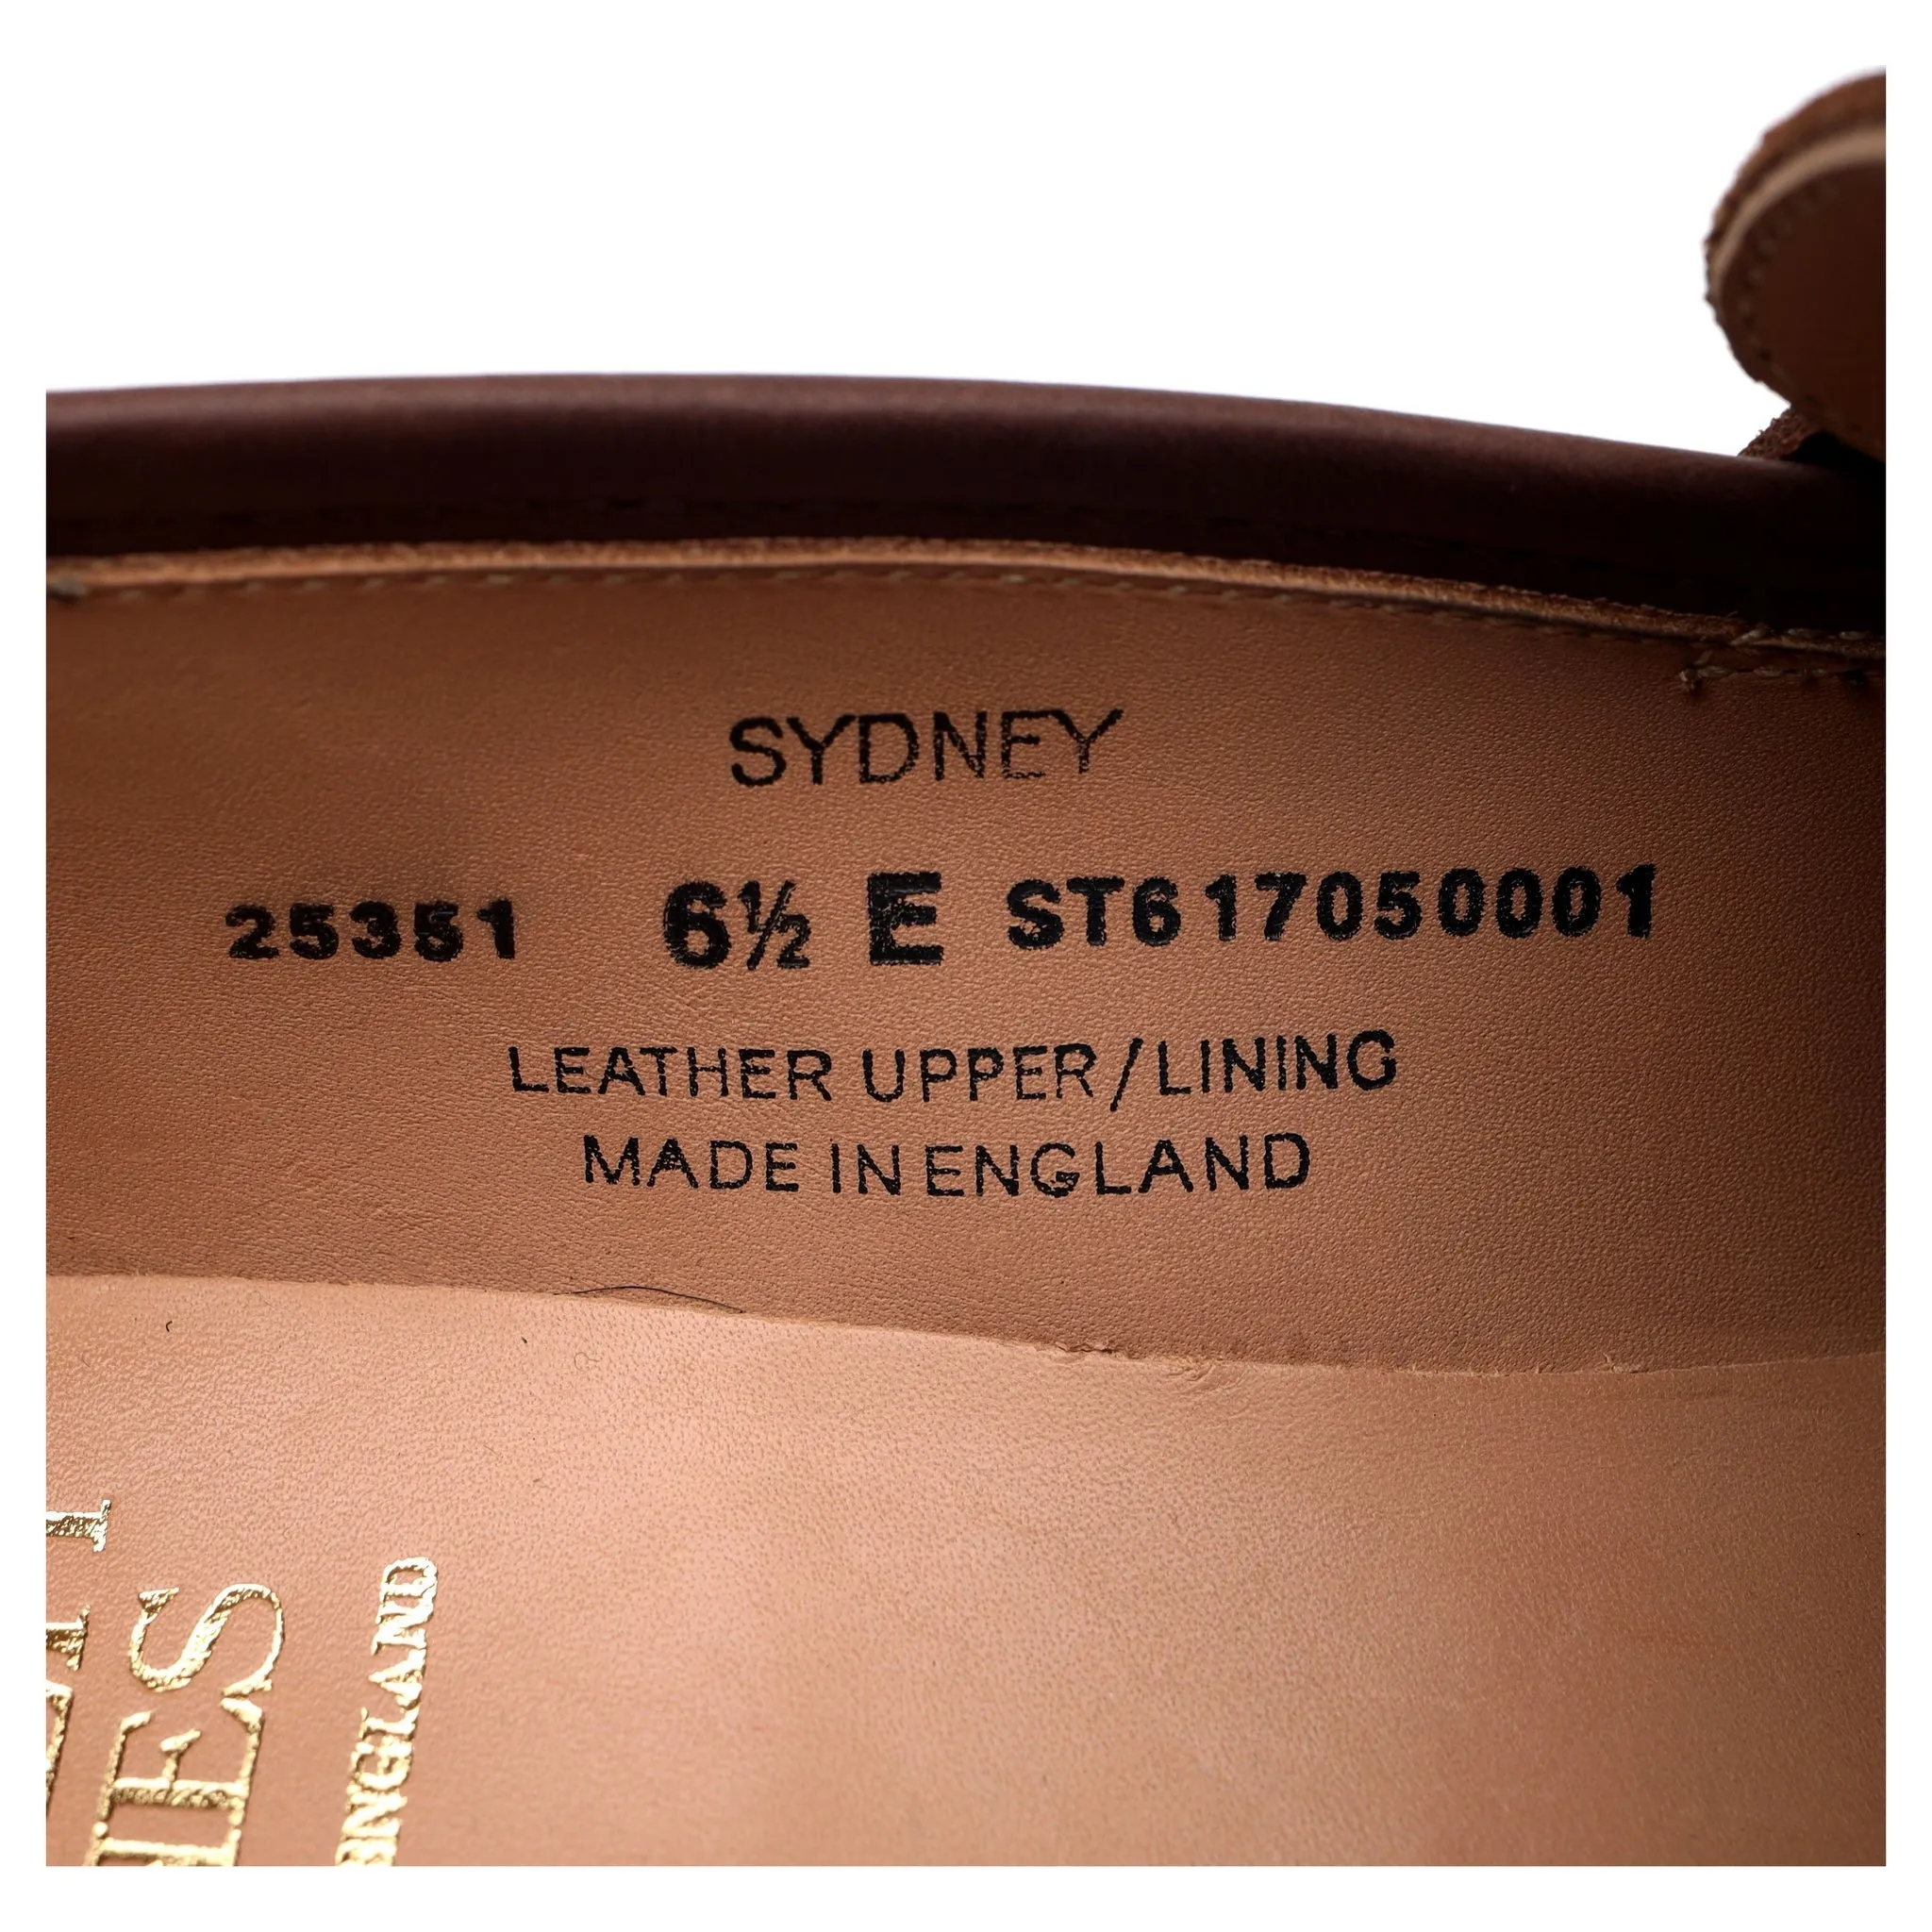 SYDNEY
25351 6½ E ST617050001
LEATHER UPPER/LINING
MADE IN ENGLAND
ENGLAND